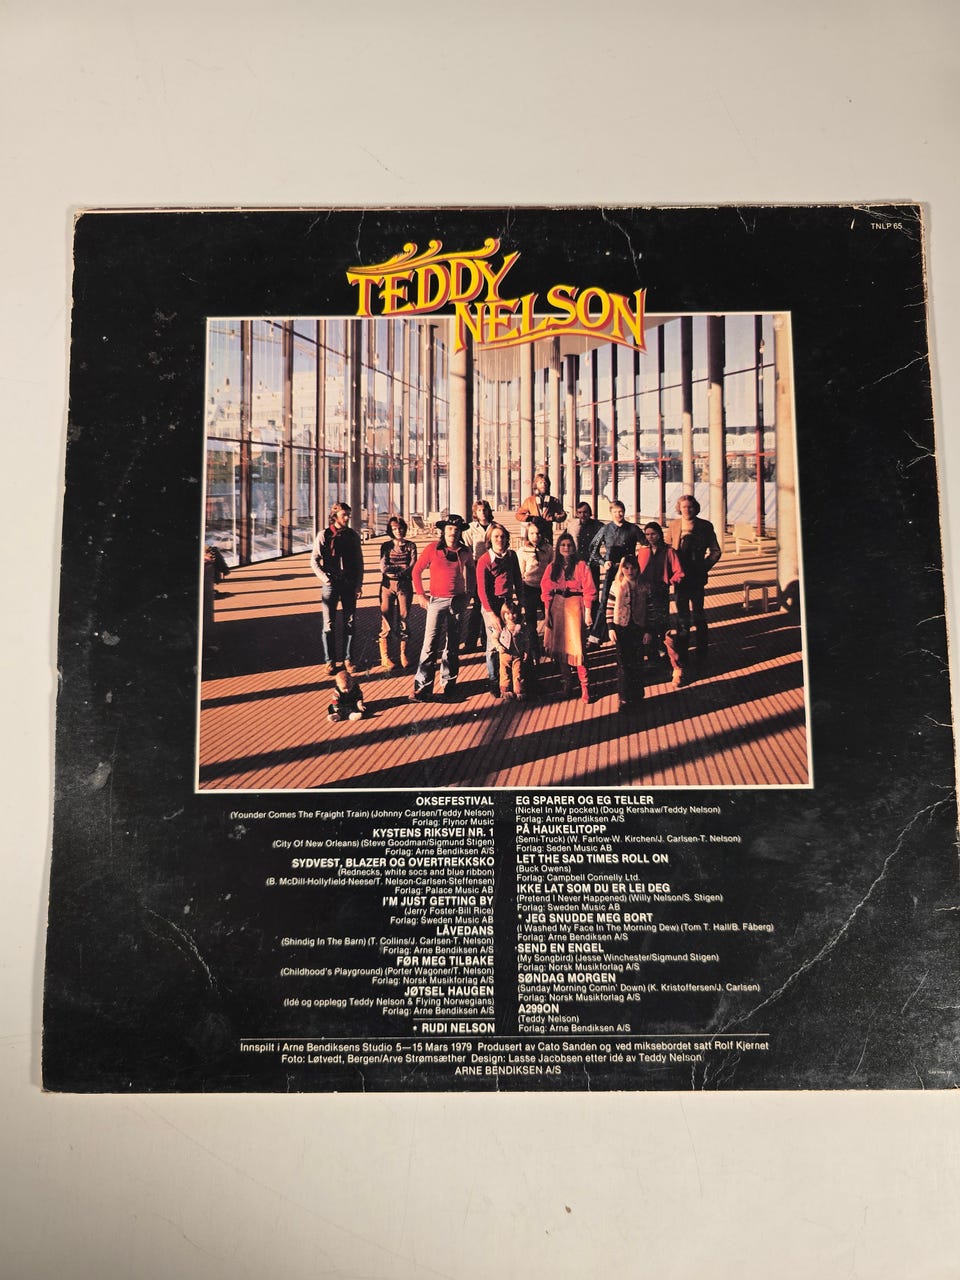 TNLP 65
TEDDY
NELSON
OKSEFESTIVAL
(Younder Comes The Fraight Train) (Johnny Carlsen/Teddy Nelson)
Forlag: Flynor Music
KYSTENS RIKSVEI NR. 1
(City Of New Orleans) (Steve Goodman/Sigmund Stigen)
Forlag: Arne Bendiksen A/S
SYDVEST, BLAZER OG OVERTREKKSKO
(Rednecks, white socs and blue ribbon)
(B. McDill-Hollyfield-Neese/T. Nelson-Carlsen-Steffensen)
Forlag: Palace Music AB
I'M JUST GETTING BY
(Jerry Foster-Bill Rice)
Forlag: Sweden Music AB
LÅVEDANS
(Shindig In The Barn) (T. Collins/J. Carlsen-T. Nelson)
Forlag: Arne Bendiksen A/S
FØR MEG TILBAKE
(Childhood's Playground) (Porter Wagoner/T. Nelson)
Forlag: Norsk Musikforlag A/S
JØTSEL HAUGEN
(Idé og opplegg Teddy Nelson & Flying Norwegians)
Forlag: Arne Bendiksen A/S
* RUDI NELSON
EG SPARER OG EG TELLER
(Nickel In My pocket) (Doug Kershaw/Teddy Nelson)
Forlag: Arne Bendiksen A/S
PÅ HAUKELITOPP
(Semi-Truck) (W. Farlow-W. Kirchen/J. Carlsen-T. Nelson)
Forlag: Seden Music AB
LET THE SAD TIMES ROLL ON
(Buck Owens)
Forlag: Campbell Connelly Ltd.
IKKE LAT SOM DU ER LEI DEG
(Pretend I Never Happened) (Willy Nelson/S. Stigen)
Forlag: Sweden Music AB
* JEG SNUDDE MEG BORT
(I Washed My Face In The Morning Dew) (Tom T. Hall/B. Fåberg)
Forlag: Arne Bendiksen A/S
SEND EN ENGEL
(My Songbird) (Jesse Winchester/Sigmund Stigen)
Forlag: Norsk Musikforlag A/S
SØNDAG MORGEN
(Sunday Morning Comin' Down) (K. Kristoffersen/J. Carlsen)
Forlag: Norsk Musikforlag A/S
A299ON
(Teddy Nelson)
Forlag: Arne Bendiksen A/S
Innspilt i Arne Bendiksens Studio 5—15 Mars 1979 Produsert av Cato Sanden og ved miksebordet satt Rolf Kjernet
Foto: Løtvedt, Bergen/Arve Strømsæther Design: Lasse Jacobsen etter idé av Teddy Nelson
ARNE BENDIKSEN A/S